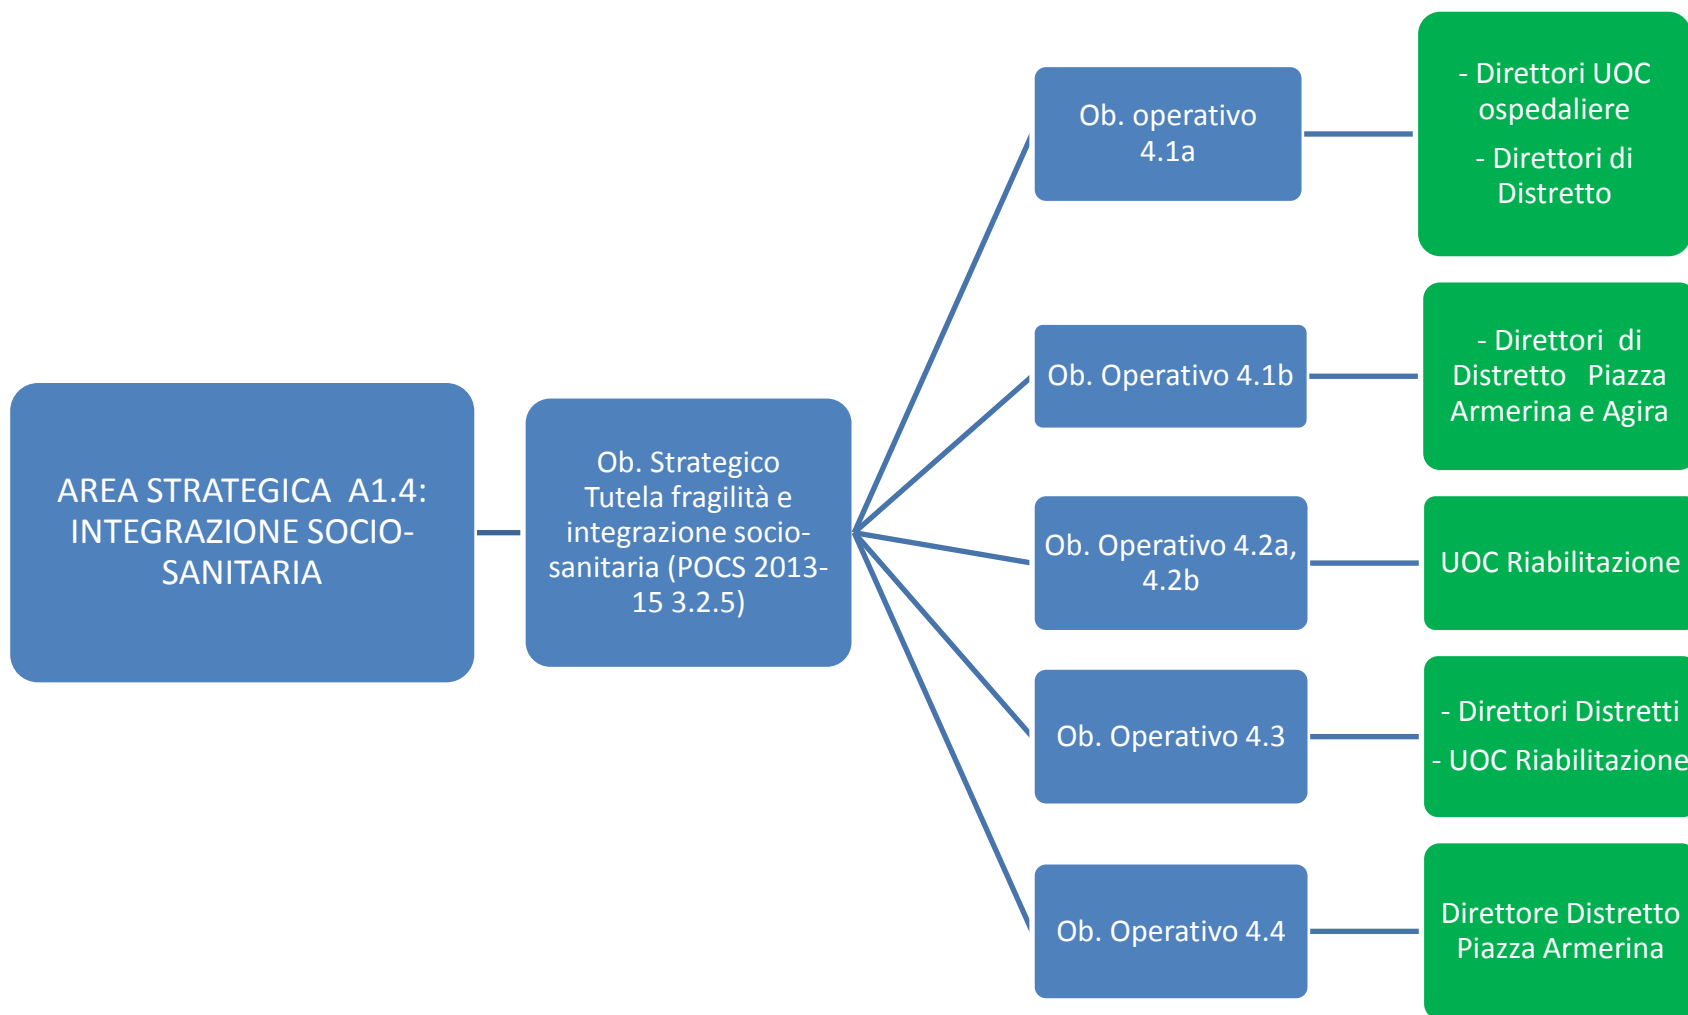 AREA STRATEGICA A1.4:
INTEGRAZIONE SOCIO-
SANITARIA
Ob. Strategico
Tutela fragilità e
integrazione socio-
sanitaria (POCS 2013-
15 3.2.5)
Ob. operativo
4.1a
- Direttori UOC
ospedaliere
- Direttori di
Distretto
Ob. Operativo 4.1b
- Direttori di
Distretto Piazza
Armerina e Agira
Ob. Operativo 4.2a,
4.2b
UOC Riabilitazione
Ob. Operativo 4.3
- Direttori Distretti
- UOC Riabilitazione
Ob. Operativo 4.4
Direttore Distretto
Piazza Armerina